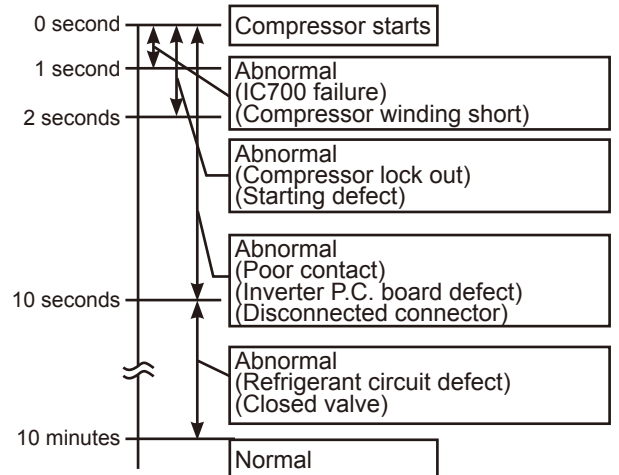 0 second
Compressor starts
1 second
Abnormal
(IC700 failure)
(Compressor winding short)
2 seconds
Abnormal
(Compressor lock out)
(Starting defect)
Abnormal
(Poor contact)
(Inverter P.C. board defect)
(Disconnected connector)
10 seconds
Abnormal
(Refrigerant circuit defect)
(Closed valve)
10 minutes
Normal